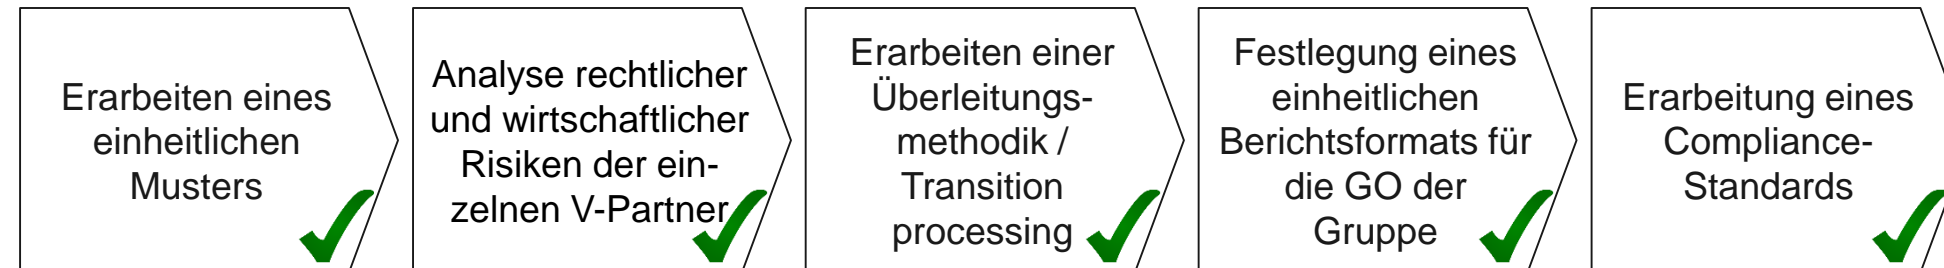 Erarbeiten eines
einheitlichen
Musters
Analyse rechtlicher
und wirtschaftlicher
Risiken der ein-
zelnen V-Partner
Erarbeiten einer
Überleitungs-
methodik /
Transition
processing
Festlegung eines
einheitlichen
Berichtsformats für
die GO der
Gruppe
Erarbeitung eines
Compliance-
Standards